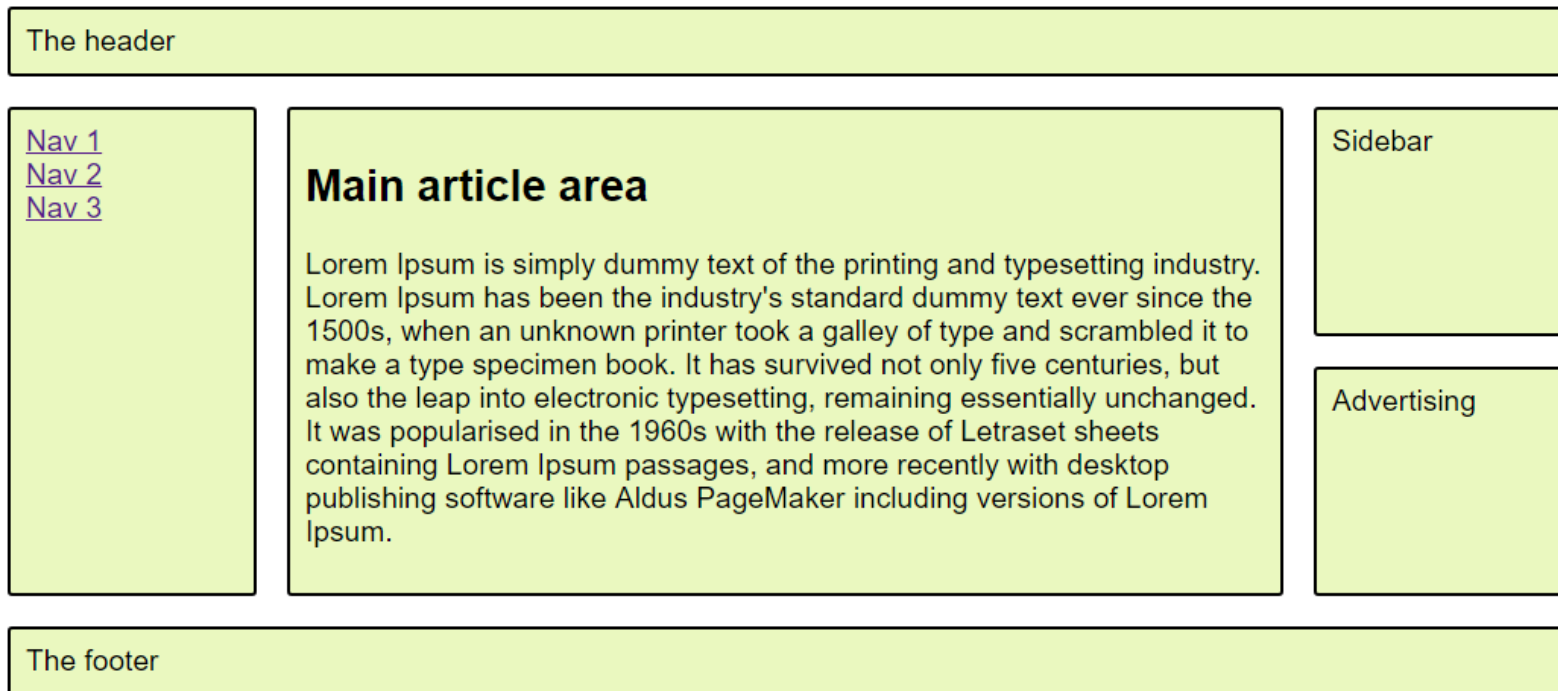 The header
Nav 1
Nav 2
Nav 3
Main article area
Lorem Ipsum is simply dummy text of the printing and typesetting industry.
Lorem Ipsum has been the industry's standard dummy text ever since the
1500s, when an unknown printer took a galley of type and scrambled it to
make a type specimen book. It has survived not only five centuries, but
also the leap into electronic typesetting, remaining essentially unchanged.
It was popularised in the 1960s with the release of Letraset sheets
containing Lorem Ipsum passages, and more recently with desktop
publishing software like Aldus PageMaker including versions of Lorem
Ipsum.
Sidebar
Advertising
The footer